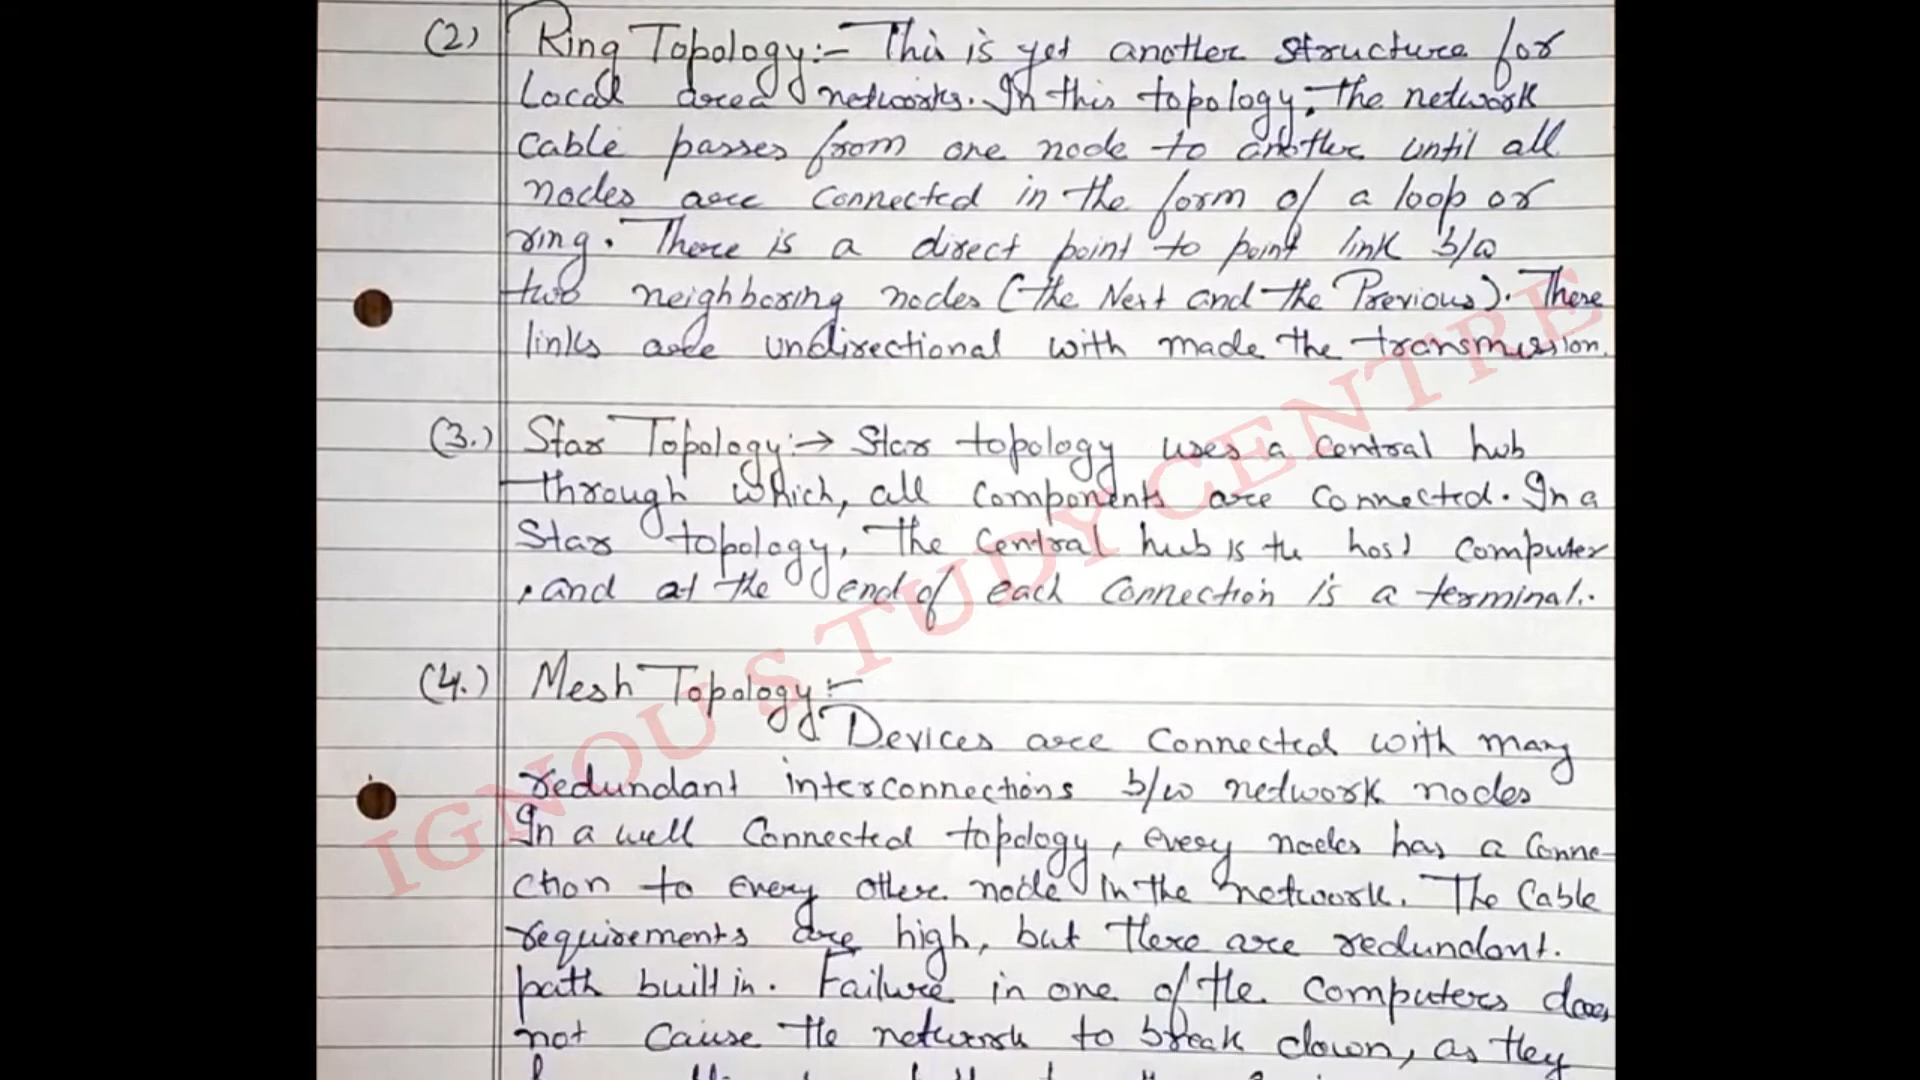 (2) Ring Topology:- This is yet another structure for
Local area networks. In this topology, the network
cable passes from one node to another until all
nodes are connected in the form of a loop or
ring. There is a direct point to point link b/w
two neighboring nodes (the Next and the Previous). These
links are undirectional with made the transmission.
(3.) Star Topology:→ Star topology uses a central hub
through which, all components are connected. In a
Star topology, the central hub is the host computer
, and at the end of each connection is a terminal.
(4.) Mesh Topology:-
Devices are connected with many
redundant interconnections b/w network nodes
In a well connected topology, every nodes has a conne-
ction to every other node in the network. The cable
requirements are high, but there are redundant.
path built in. Failure in one of the computers does
not cause the network to break down, as they
IGNOU STUDY CENTRE